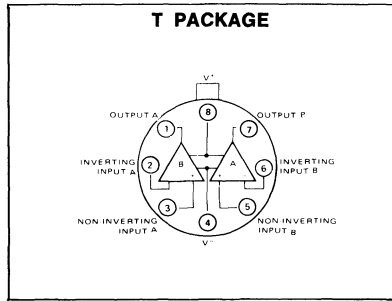 T PACKAGE
V+
OUTPUT A
OUTPUT B
8
1
7
INVERTING
INPUT A
2
B
A
6
INVERTING
INPUT B
3
5
NON-INVERTING
INPUT A
4
NON-INVERTING
INPUT B
V-